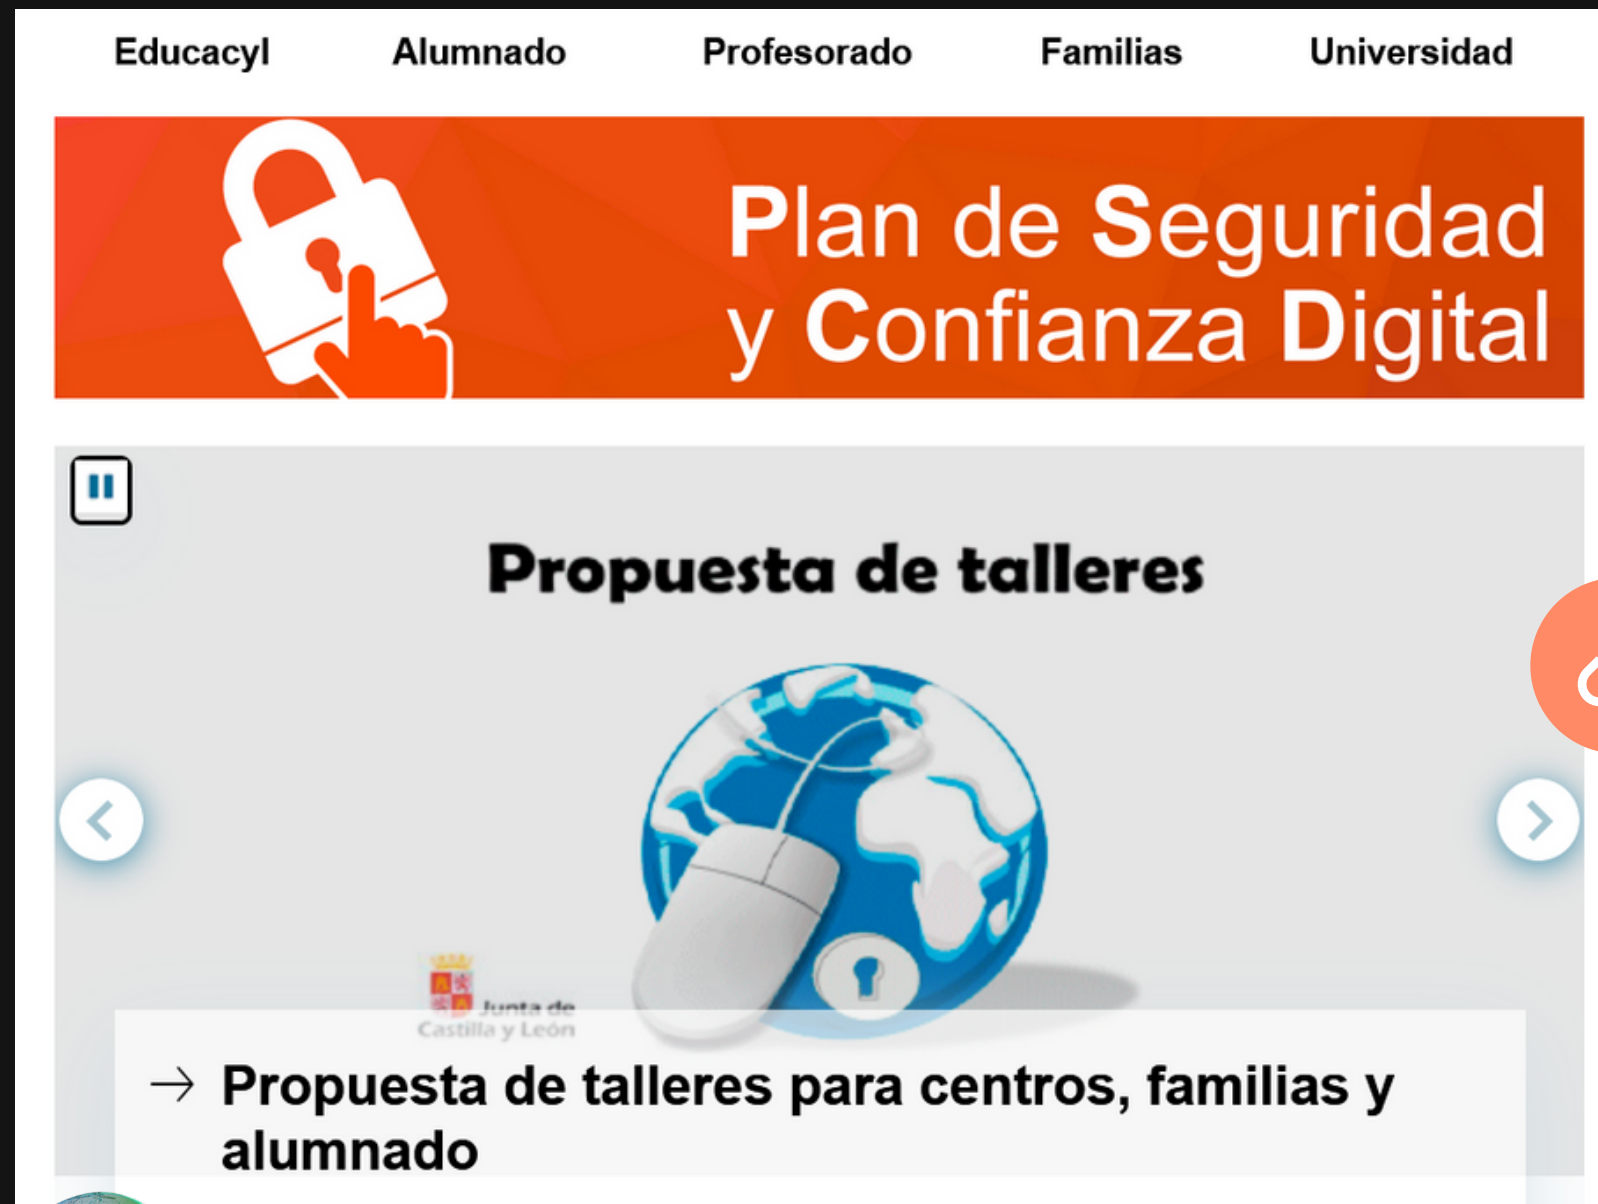 Educacyl Alumnado Profesorado Familias Universidad
Plan de Seguridad
y Confianza Digital
Propuesta de talleres
Junta de
Castilla y León
→ Propuesta de talleres para centros, familias y
alumnado